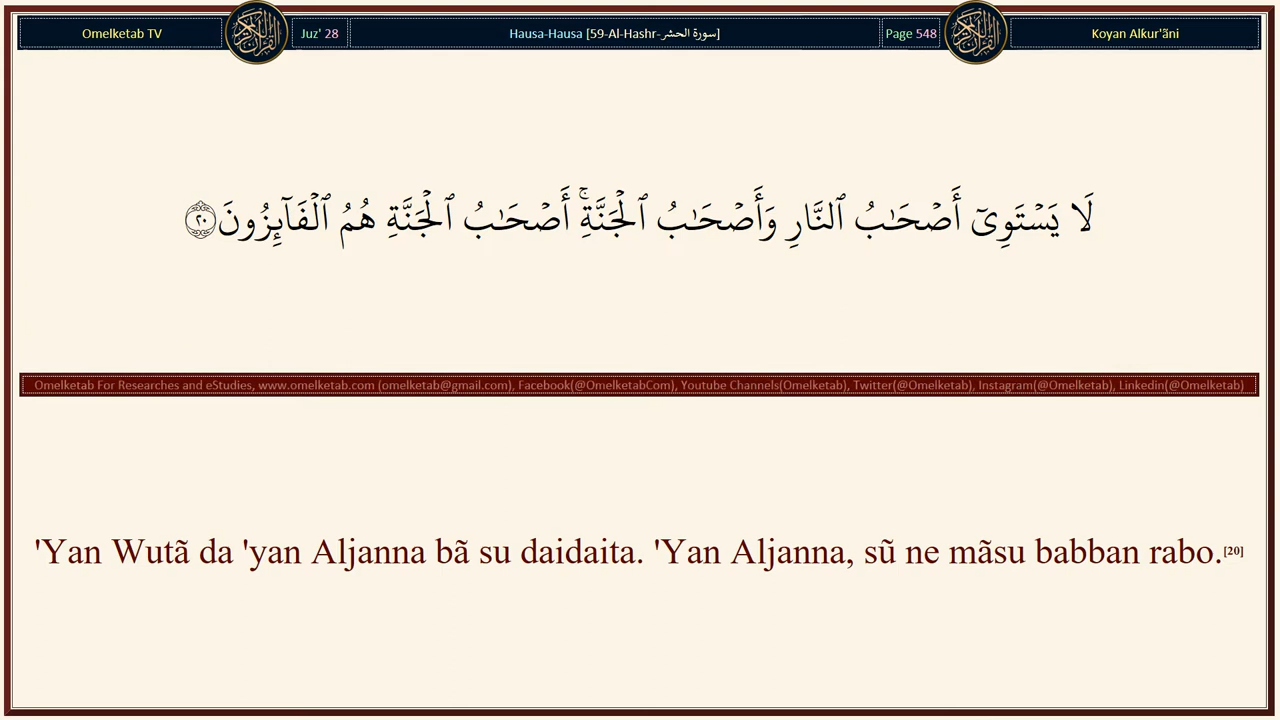 Omelketab TV
Juz' 28
Hausa-Hausa [59-Al-Hashr-سورة الحشر]
Page 548
Koyan Alƙur'ãni
لَا يَسۡتَوِيٓ أَصۡحَٰبُ ٱلنَّارِ وَأَصۡحَٰبُ ٱلۡجَنَّةِۚ أَصۡحَٰبُ ٱلۡجَنَّةِ هُمُ ٱلۡفَآئِزُونَ ٢٠
Omelketab For Researches and eStudies, www.omelketab.com (omelketab@gmail.com), Facebook(@OmelketabCom), Youtube Channels(Omelketab), Twitter(@Omelketab), Instagram(@Omelketab), Linkedin(@Omelketab)
'Yan Wutã da 'yan Aljanna bã su daidaita. 'Yan Aljanna, sũ ne mãsu babban rabo.[20]